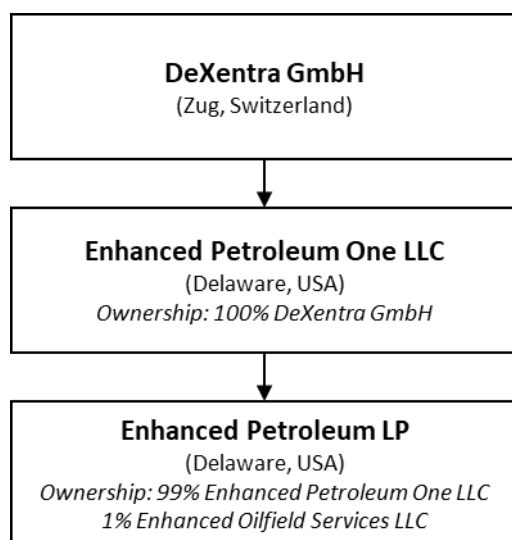 DeXentra GmbH
(Zug, Switzerland)
Enhanced Petroleum One LLC
(Delaware, USA)
Ownership: 100% DeXentra GmbH
Enhanced Petroleum LP
(Delaware, USA)
Ownership: 99% Enhanced Petroleum One LLC
1% Enhanced Oilfield Services LLC